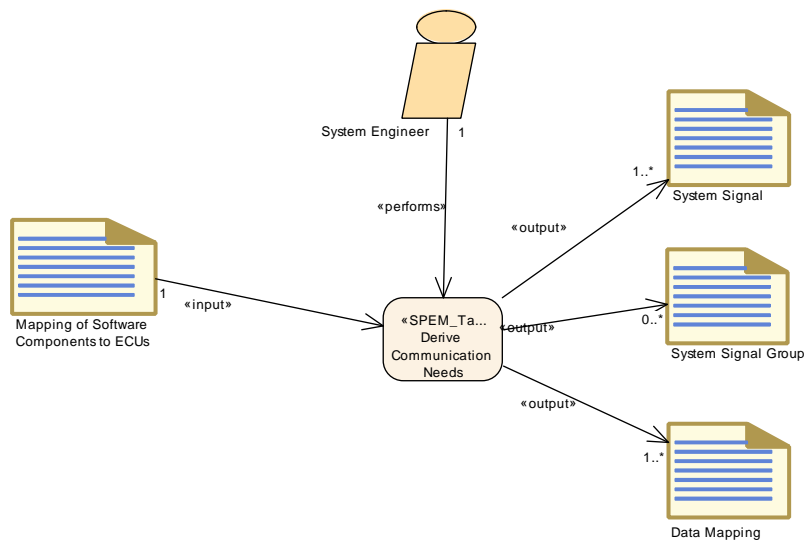 System Engineer
1
«performs»
1..*
System Signal
«output»
1
«input»
Mapping of Software
Components to ECUs
«SPEM_Ta...
Derive
Communication
Needs
«output»
0..*
System Signal Group
«output»
1..*
Data Mapping